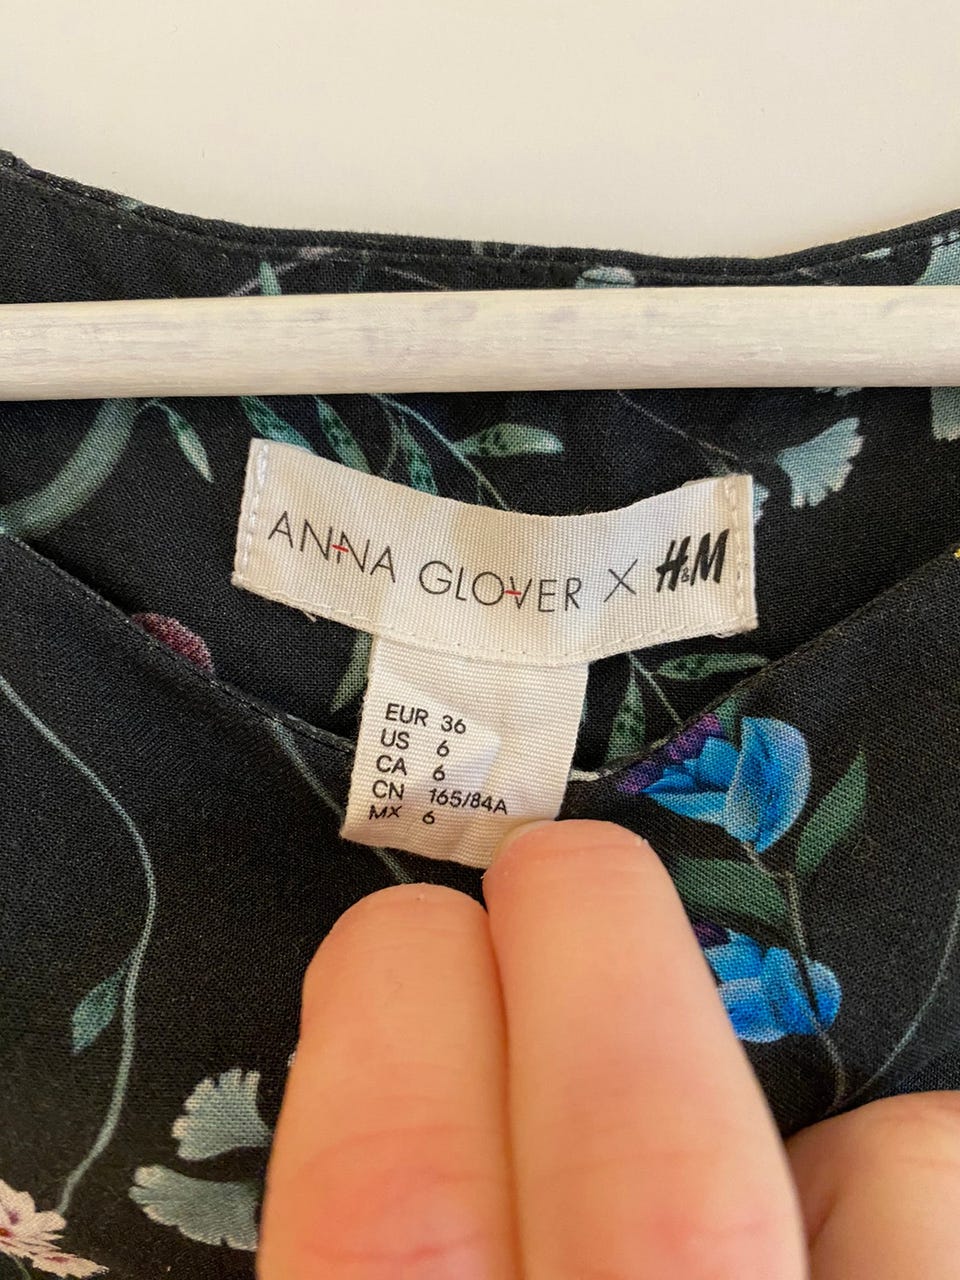 ANNA GLOVER X H&M
EUR 36
US 6
CA 6
CN 165/84A
MX 6